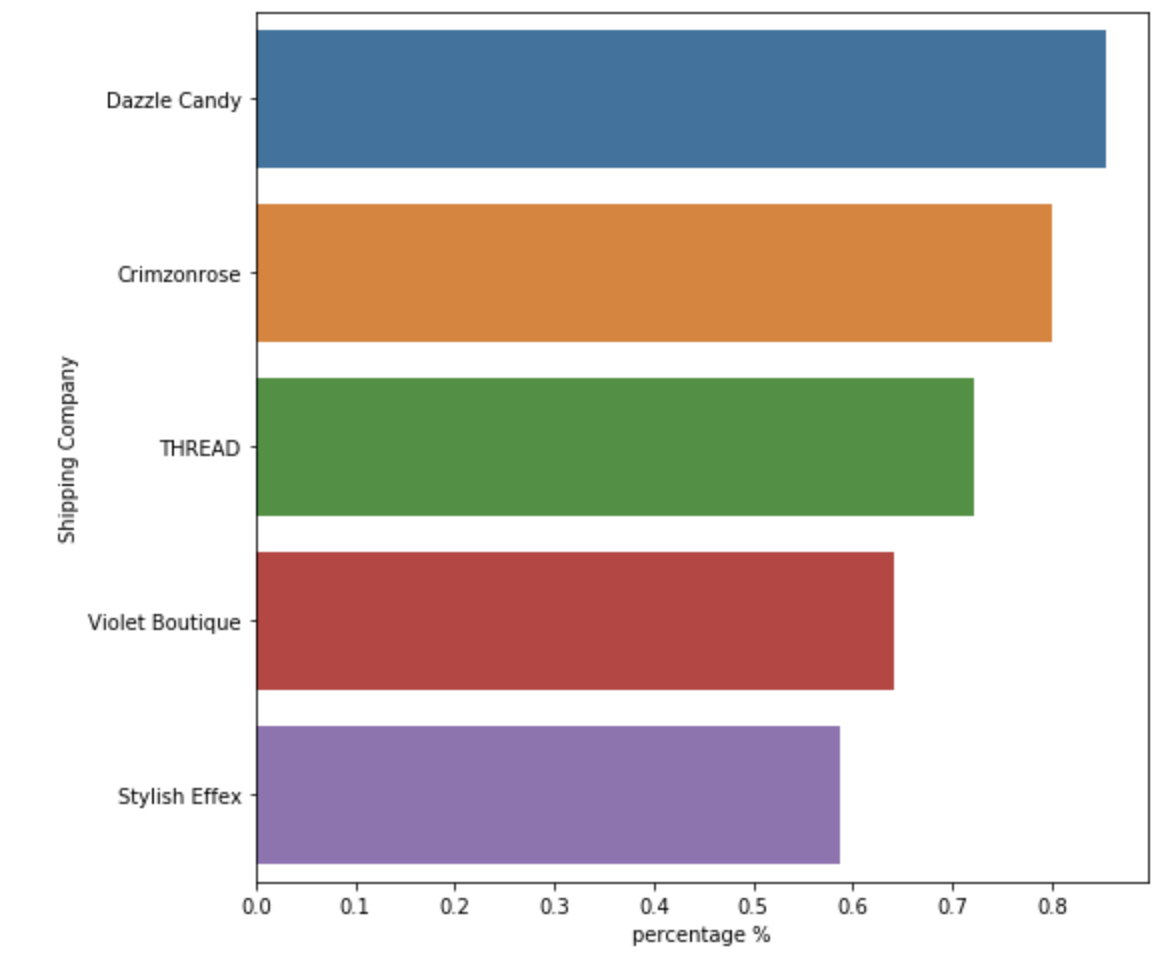 Dazzle Candy
Crimzonrose
THREAD
Violet Boutique
Stylish Effex
Shipping Company
0.0 0.1 0.2 0.3 0.4 0.5 0.6 0.7 0.8
percentage %